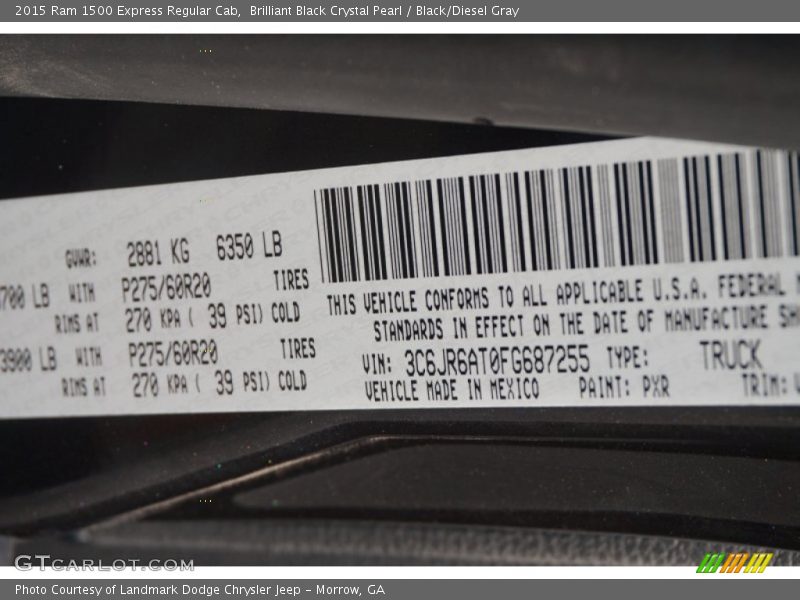 2015 Ram 1500 Express Regular Cab,  Brilliant Black Crystal Pearl / Black/Diesel Gray
GVWR: 2881 KG 6350 LB
700 LB WITH P275/60R20 TIRES
RIMS AT 270 KPA ( 39 PSI) COLD
3900 LB WITH P275/60R20 TIRES
RIMS AT 270 KPA ( 39 PSI) COLD
THIS VEHICLE CONFORMS TO ALL APPLICABLE U.S.A. FEDERAL
STANDARDS IN EFFECT ON THE DATE OF MANUFACTURE SH
VIN: 3C6JR6AT0FG687255 TYPE: TRUCK
VEHICLE MADE IN MEXICO PAINT: PXR TRIM:
GTCARLOT.COM
Photo Courtesy of Landmark Dodge Chrysler Jeep – Morrow, GA